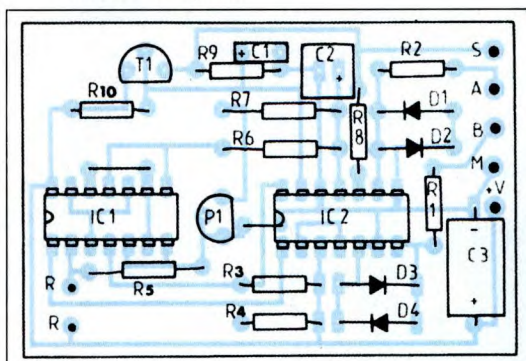 T1 R9 + C1 C2 + R2 S
A
R10 R7 R8 D1
B
R6 D2
M
R1 +V
IC1 P1 IC2
- C3 +
R R5 R3 D3
R R4 D4